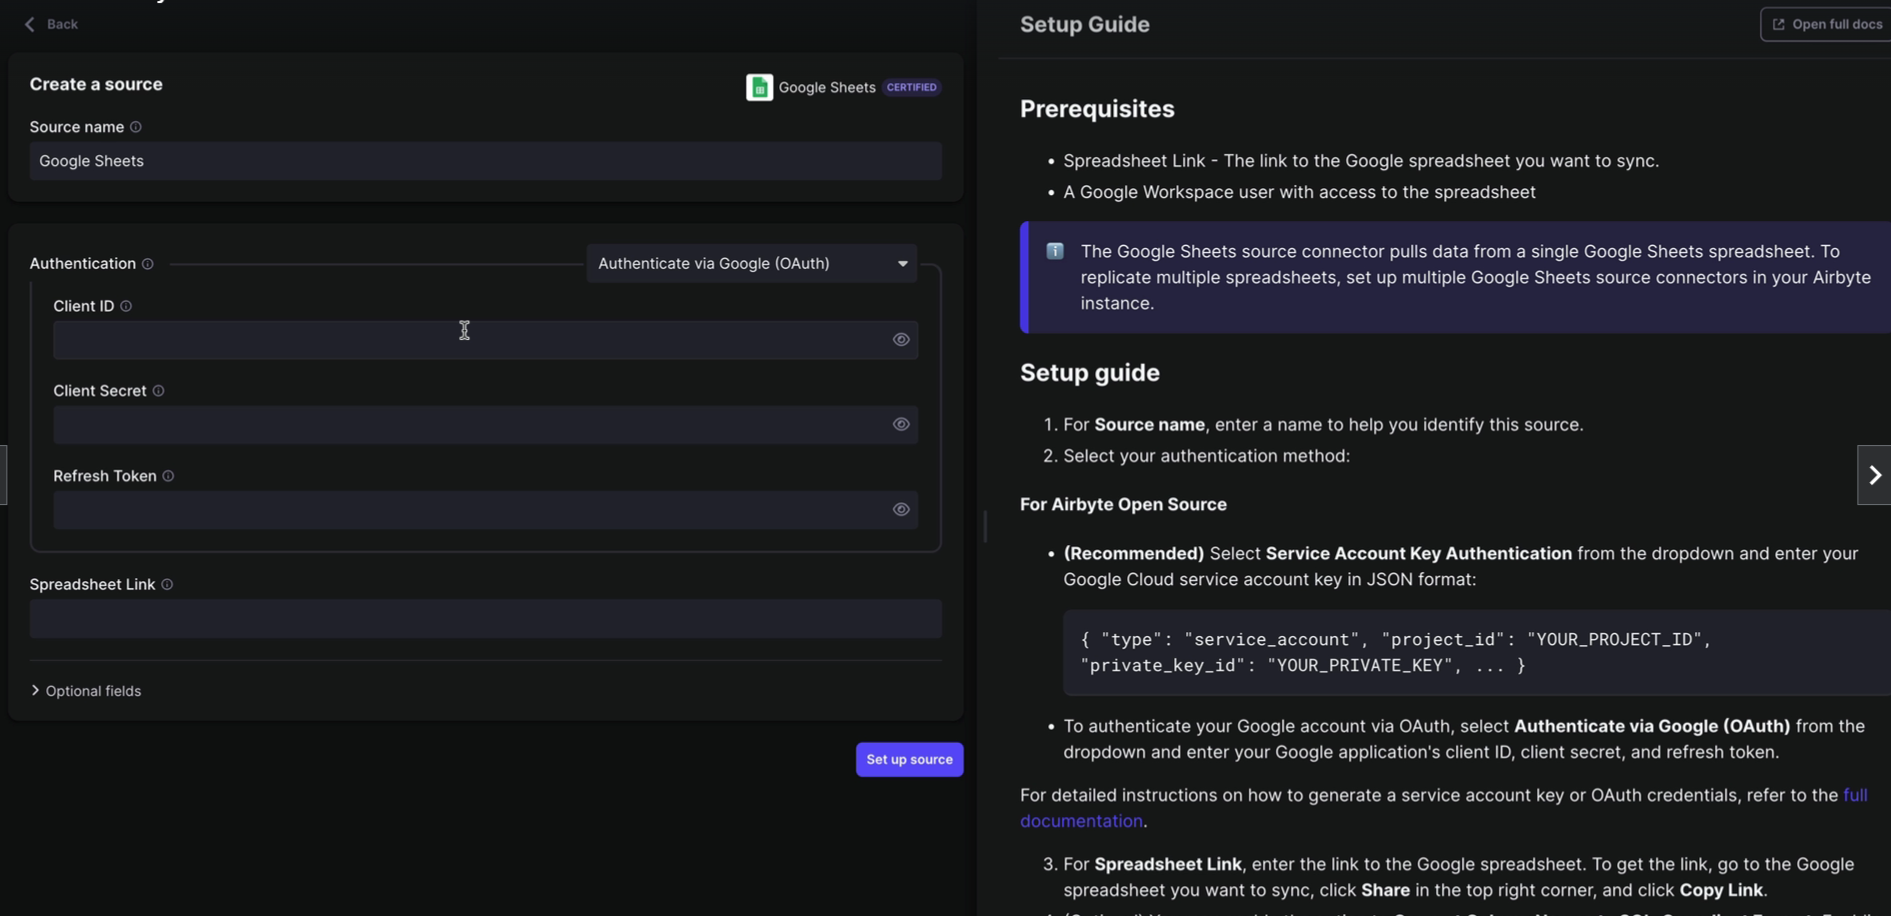 Back
Create a source
Google Sheets CERTIFIED
Source name
Google Sheets
Authentication
Authenticate via Google (OAuth)
Client ID
Client Secret
Refresh Token
Spreadsheet Link
Optional fields
Set up source
Setup Guide
Open full docs
Prerequisites
• Spreadsheet Link - The link to the Google spreadsheet you want to sync.
• A Google Workspace user with access to the spreadsheet
The Google Sheets source connector pulls data from a single Google Sheets spreadsheet. To
replicate multiple spreadsheets, set up multiple Google Sheets source connectors in your Airbyte
instance.
Setup guide
1. For Source name, enter a name to help you identify this source.
2. Select your authentication method:
For Airbyte Open Source
• (Recommended) Select Service Account Key Authentication from the dropdown and enter your
Google Cloud service account key in JSON format:
{ "type": "service_account", "project_id": "YOUR_PROJECT_ID",
"private_key_id": "YOUR_PRIVATE_KEY", ... }
• To authenticate your Google account via OAuth, select Authenticate via Google (OAuth) from the
dropdown and enter your Google application's client ID, client secret, and refresh token.
For detailed instructions on how to generate a service account key or OAuth credentials, refer to the full
documentation.
3. For Spreadsheet Link, enter the link to the Google spreadsheet. To get the link, go to the Google
spreadsheet you want to sync, click Share in the top right corner, and click Copy Link.